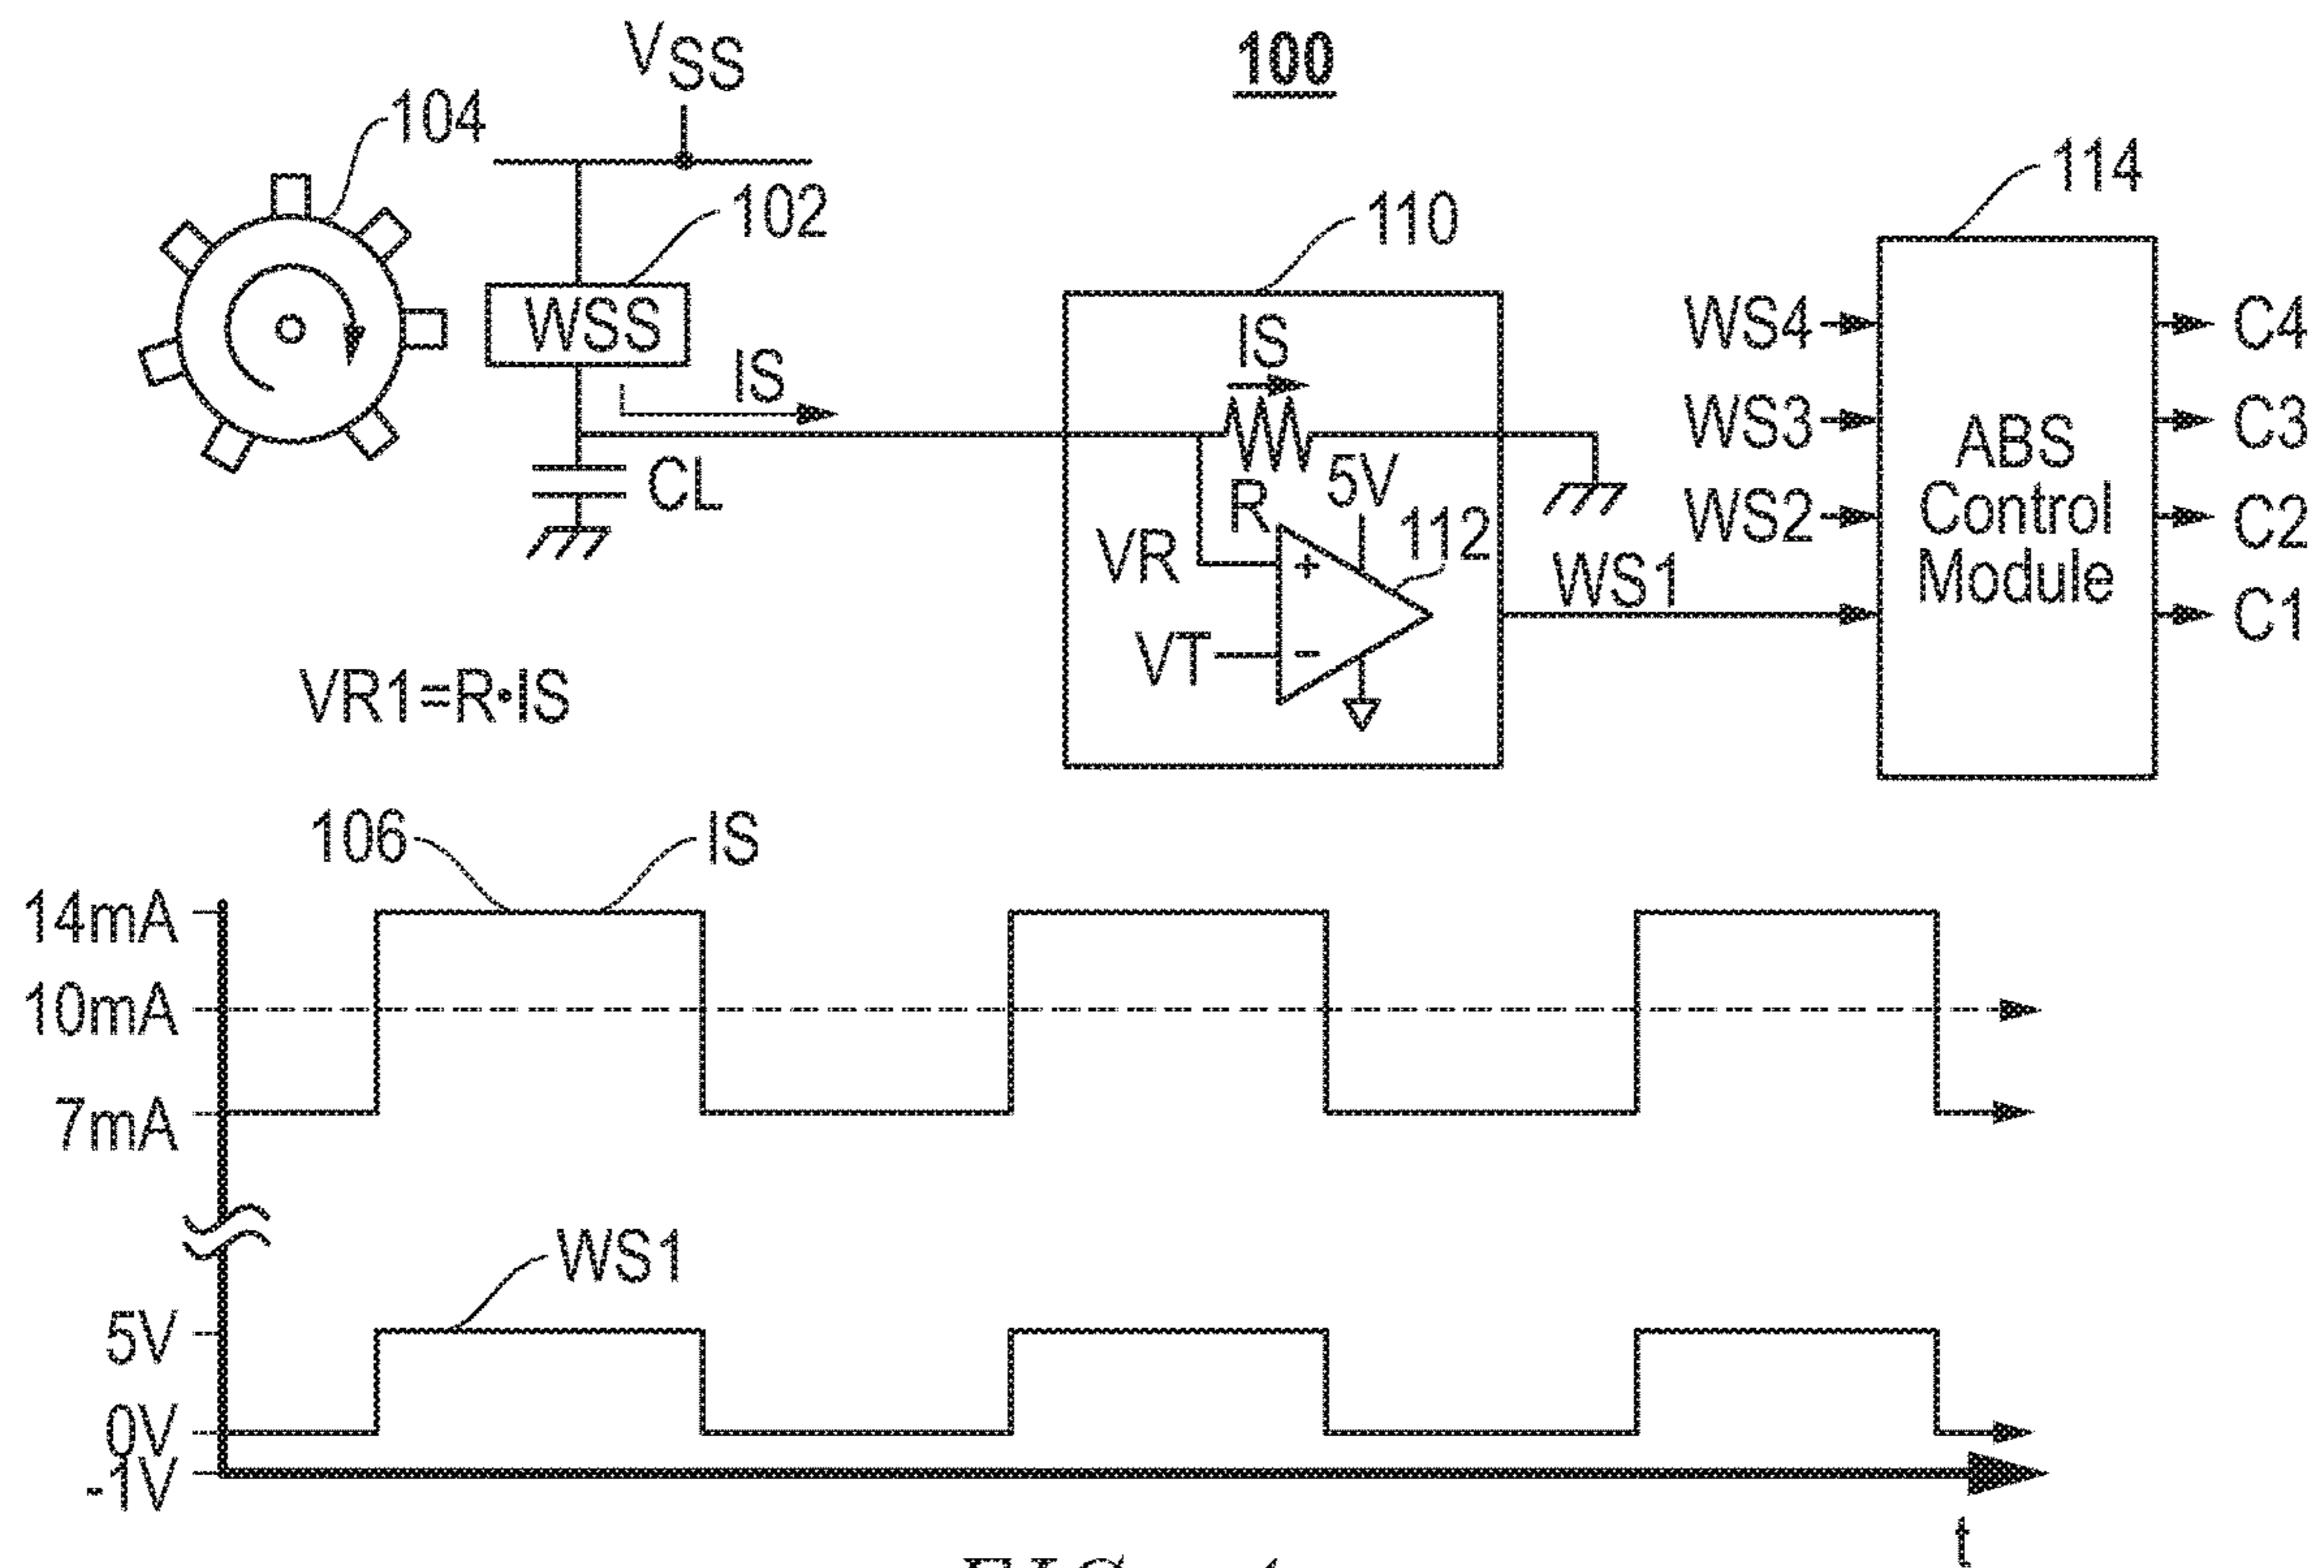 100
VSS
104
102
WSS
IS
CL
110
IS
R
5V
112
VR
+
VT
-
WS1
114
WS4
WS3
WS2
ABS
Control
Module
C4
C3
C2
C1
VR1=R•IS
106
IS
14mA
10mA
7mA
WS1
5V
0V
-1V
t